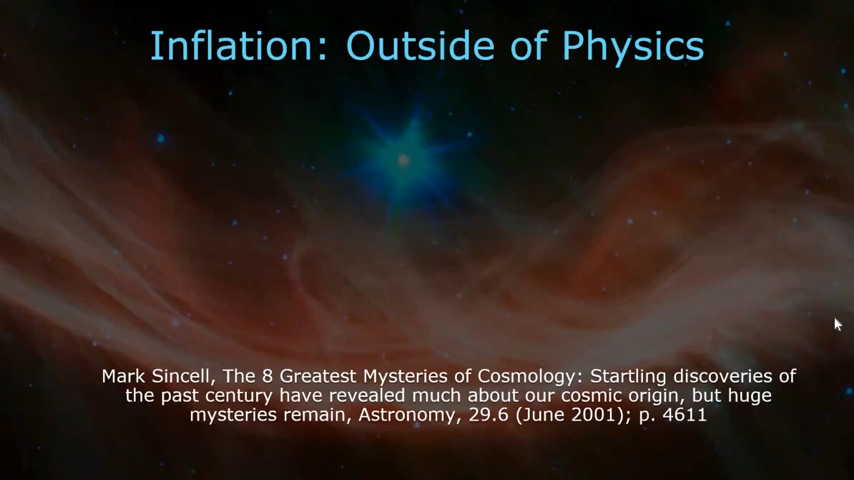 Inflation: Outside of Physics
Mark Sincell, The 8 Greatest Mysteries of Cosmology: Startling discoveries of
the past century have revealed much about our cosmic origin, but huge
mysteries remain, Astronomy, 29.6 (June 2001); p. 4611